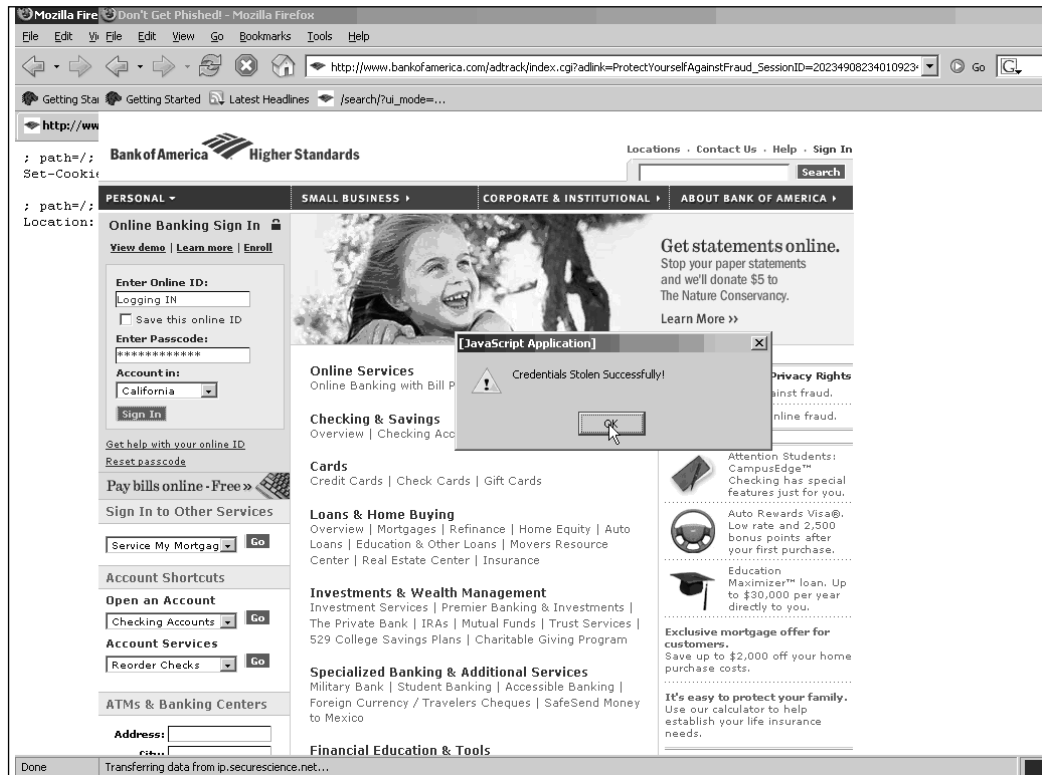 Mozilla Fire
Don't Get Phished! - Mozilla Firefox
File Edit Vi
File Edit View Go Bookmarks Tools Help
http://www.bankofamerica.com/adtrack/index.cgi?adlink=ProtectYourselfAgainstFraud_SessionID=20234908234010923
Go
G
Getting Sta
Getting Started Latest Headlines /search/?ui_mode=...
http://ww
; path=/;
Set-Cookie
; path=/;
Location:
Bank of America Higher Standards
Locations · Contact Us · Help · Sign In
Search
PERSONAL SMALL BUSINESS CORPORATE & INSTITUTIONAL ABOUT BANK OF AMERICA
Online Banking Sign In
View demo | Learn more | Enroll
Enter Online ID:
Logging IN
Save this online ID
Enter Passcode:
************
Account in:
California
Sign In
Get help with your online ID
Reset passcode
Pay bills online - Free »
Sign In to Other Services
Service My Mortgag
Go
Account Shortcuts
Open an Account
Checking Accounts
Go
Account Services
Reorder Checks
Go
ATMs & Banking Centers
Address:
City:
Get statements online.
Stop your paper statements
and we'll donate $5 to
The Nature Conservancy.
Learn More ››
[JavaScript Application]
Credentials Stolen Successfully!
OK
Online Services
Online Banking with Bill P
Checking & Savings
Overview | Checking Acc
Cards
Credit Cards | Check Cards | Gift Cards
Loans & Home Buying
Overview | Mortgages | Refinance | Home Equity | Auto
Loans | Education & Other Loans | Movers Resource
Center | Real Estate Center | Insurance
Investments & Wealth Management
Investment Services | Premier Banking & Investments |
The Private Bank | IRAs | Mutual Funds | Trust Services |
529 College Savings Plans | Charitable Giving Program
Specialized Banking & Additional Services
Military Bank | Student Banking | Accessible Banking |
Foreign Currency / Travelers Cheques | SafeSend Money
to Mexico
Financial Education & Tools
Privacy Rights
ainst fraud.
nline fraud.
Attention Students:
CampusEdge™
Checking has special
features just for you.
Auto Rewards Visa®.
Low rate and 2,500
bonus points after
your first purchase.
Education
Maximizer™ loan. Up
to $30,000 per year
directly to you.
Exclusive mortgage offer for
customers.
Save up to $2,000 off your home
purchase costs.
It's easy to protect your family.
Use our calculator to help
establish your life insurance
needs.
Done
Transferring data from ip.securescience.net...